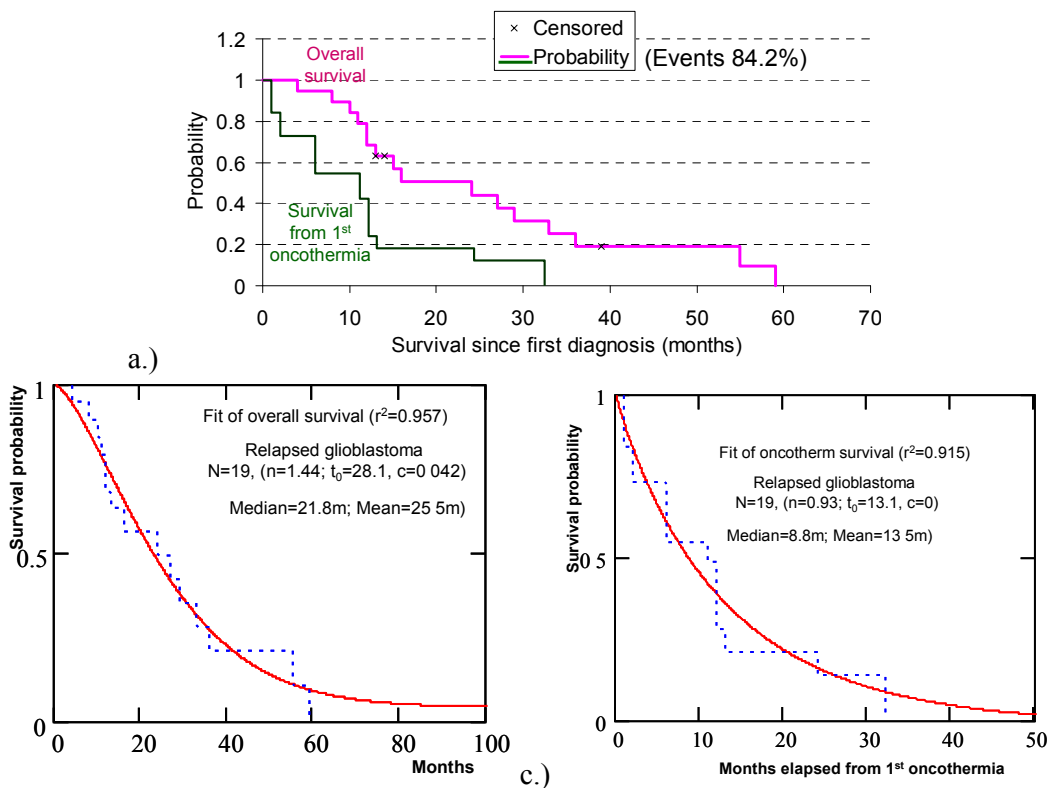 × Censored
Probability (Events 84.2%)
1.2
1
0.8
0.6
0.4
0.2
0
Probability
Overall
survival
Survival
from 1st
oncothermia
0 10 20 30 40 50 60 70
Survival since first diagnosis (months)
a.)
Survival probability
1
0.5
0
Fit of overall survival (r²=0.957)
Relapsed glioblastoma
N=19, (n=1.44; t₀=28.1, c=0 042)
Median=21.8m; Mean=25 5m)
0 20 40 60 80 100
Months
c.)
Survival probability
1
0.5
0
Fit of oncotherm survival (r²=0.915)
Relapsed glioblastoma
N=19, (n=0.93; t₀=13.1, c=0)
Median=8.8m; Mean=13 5m)
0 10 20 30 40 50
Months elapsed from 1st oncothermia